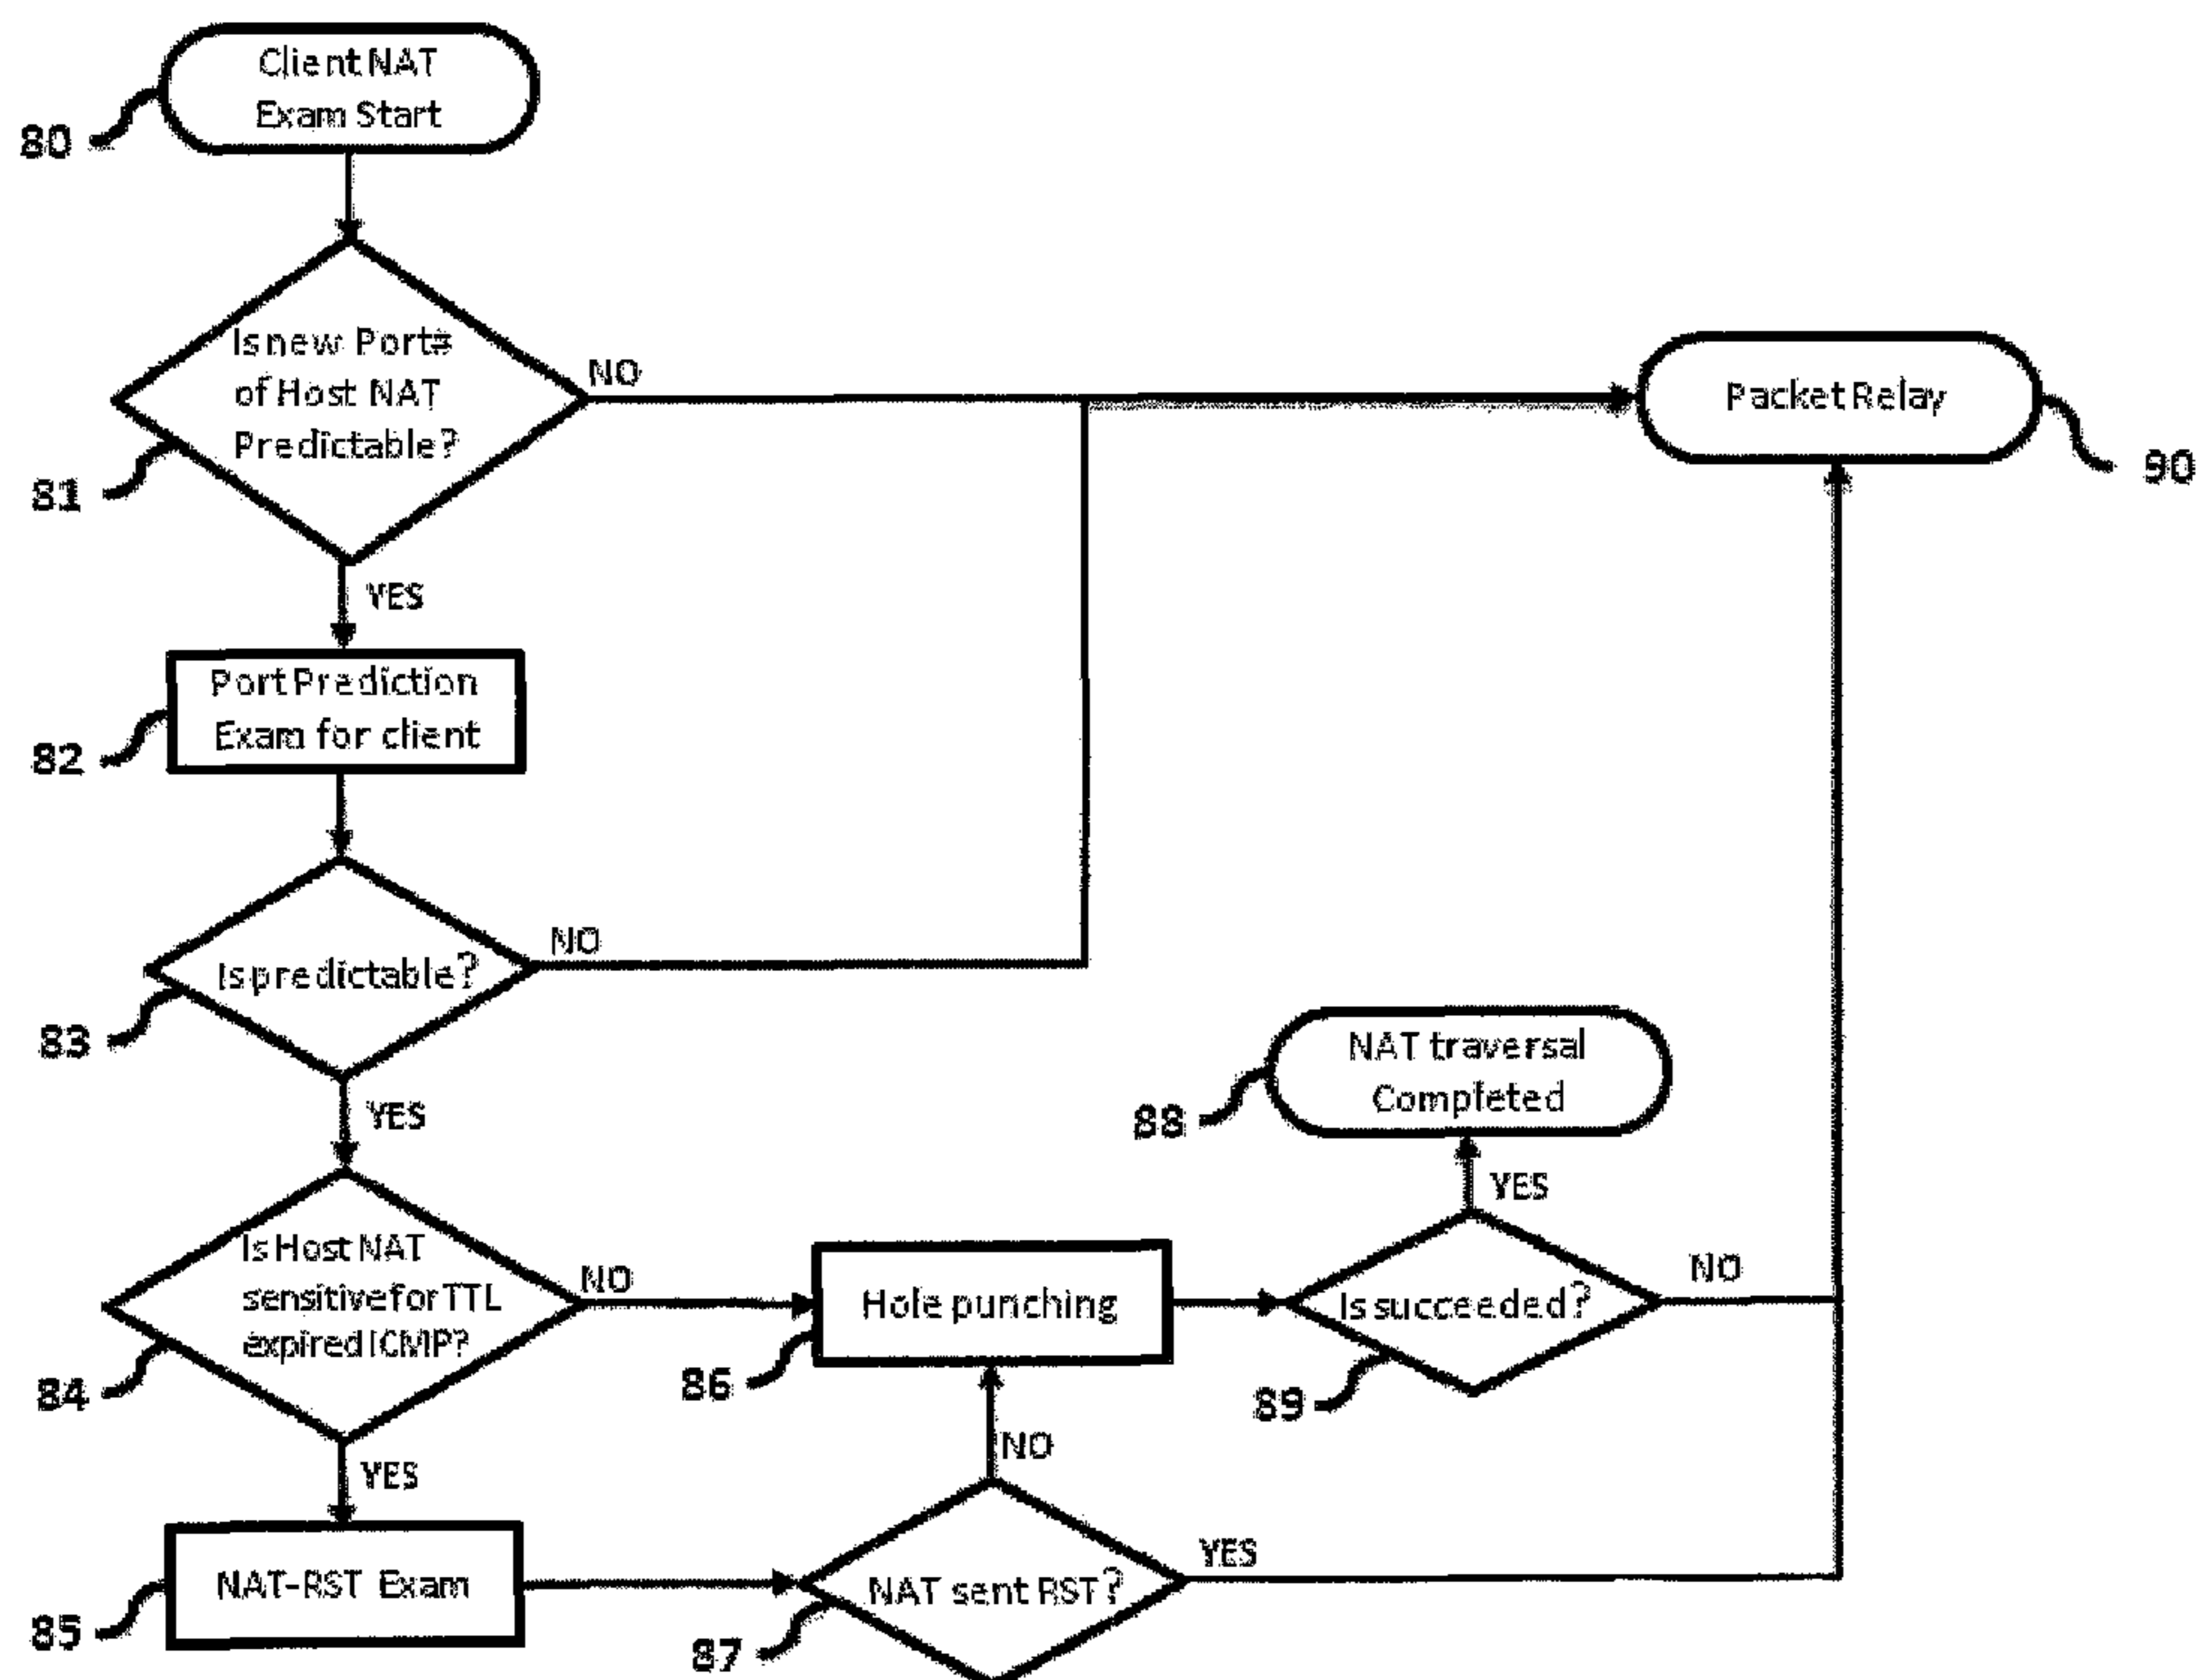 Client NAT
Exam Start
80
Is new Port#
of Host NAT
Predictable?
NO
81
Packet Relay
90
YES
Port Prediction
Exam for client
82
Is predictable?
NO
83
YES
NAT traversal
Completed
88
YES
Is Host NAT
sensitive for TTL
expired ICMP?
NO
84
Hole punching
86
Is succeeded?
NO
89
YES
NO
NAT-RST Exam
85
NAT sent RST?
YES
87